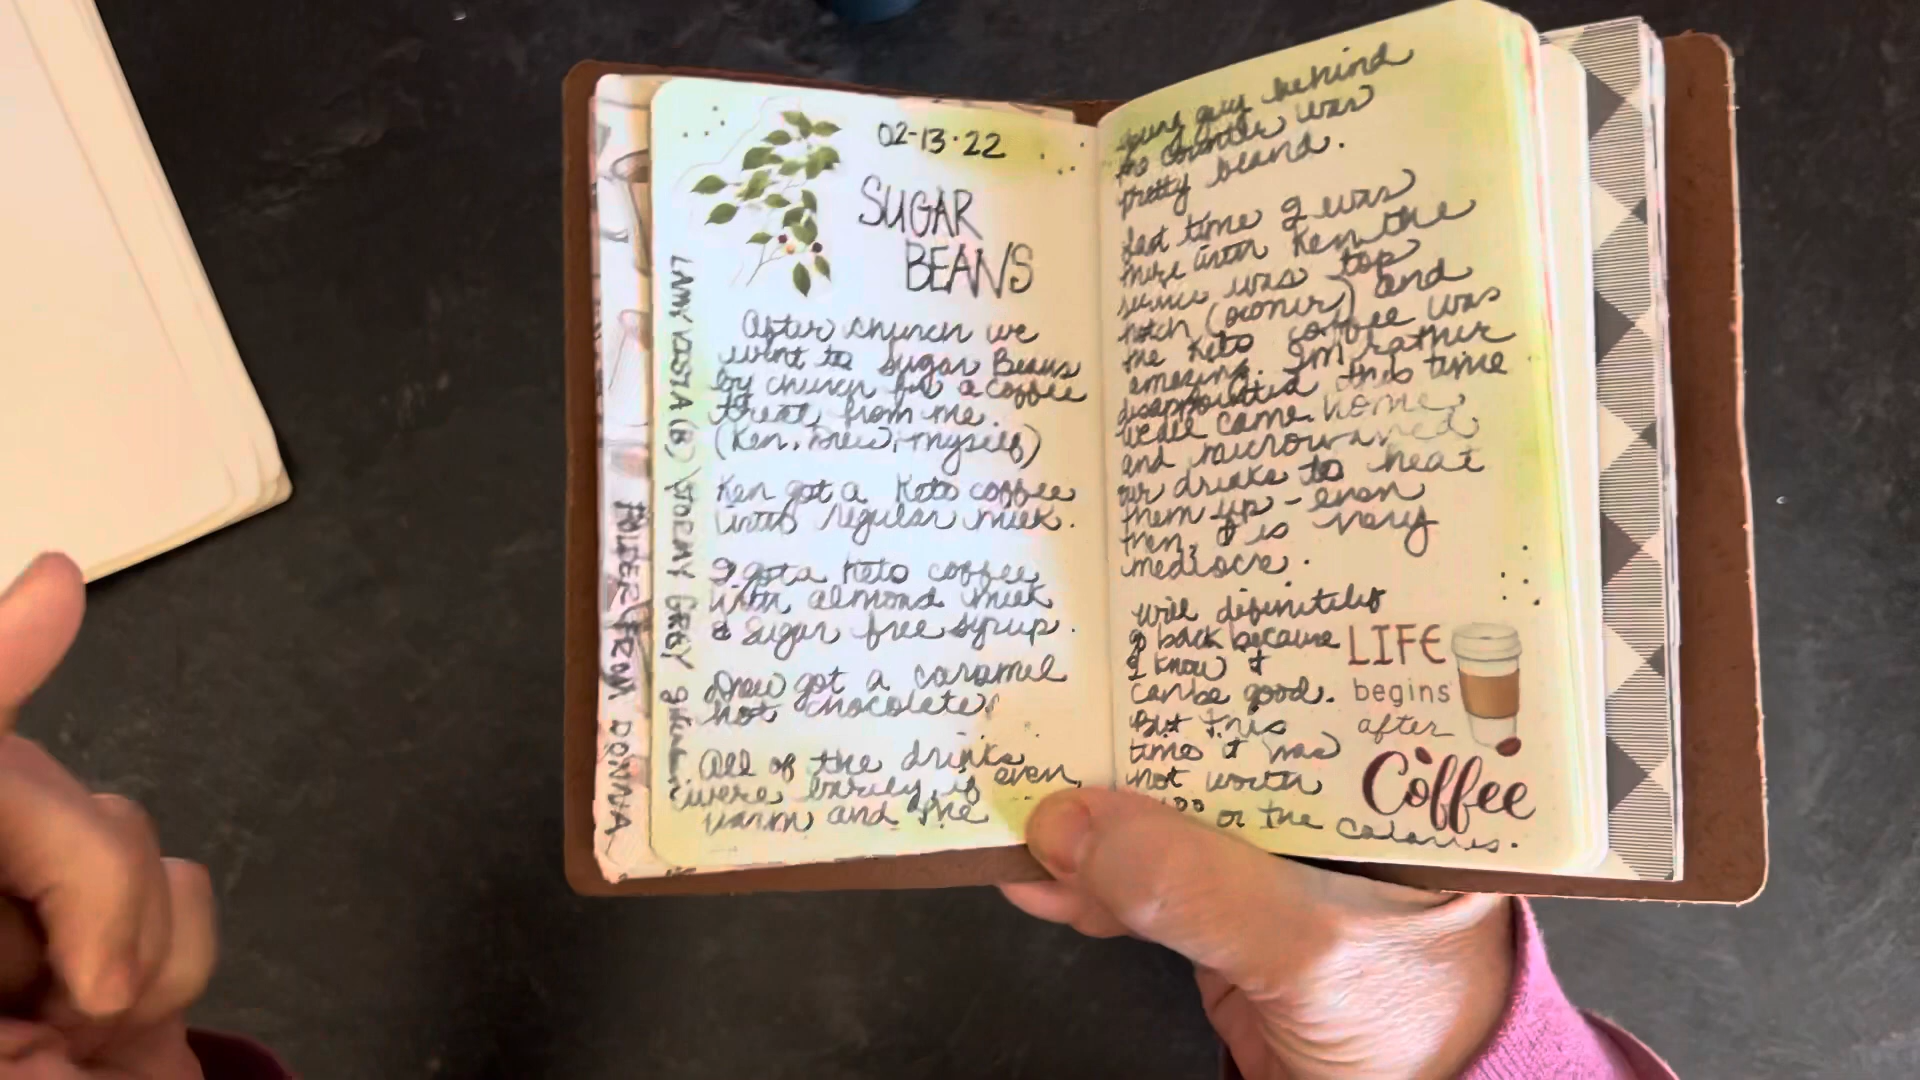 02-13-22
SUGAR
BEANS
After church we
went to Sugar Beans
by church for a coffee
treat from me.
(Ken, Drew, + myself)
Ken got a Keto coffee
with regular milk.
I got a Keto coffee
with almond milk
& sugar free syrup.
Drew got a caramel
hot chocolate.
All of the drinks
were barely if even
warm and the
LAMY VISTA (B) STORMY GREY
FOLDER FROM DONNA
young guy behind
the counter was
pretty
Last time I was
there with Ken the
service was top
notch (owner) and
the Keto coffee was
amazing. I'm rather
disappointed this time
we all came home
and microwaved
our drinks to heat
them up - even
then, it is very
mediocre.
Will definitely
go back because
I know it
can be good.
But this
time it was
not worth
or the calories.
LIFE
begins
after
Coffee